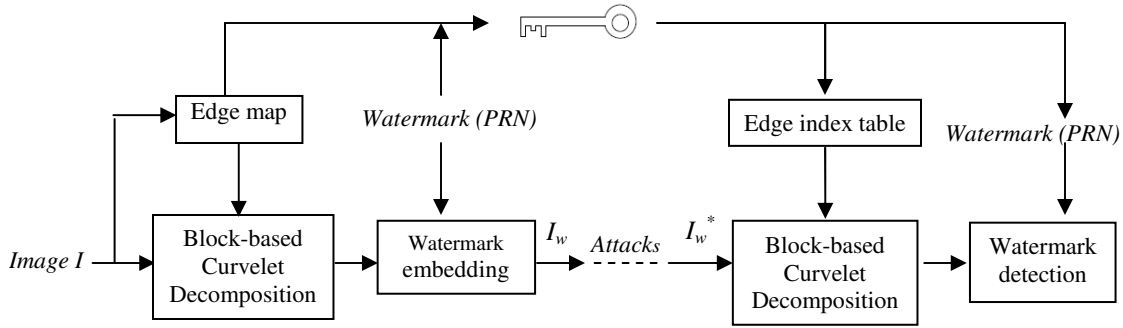 Edge map
Watermark (PRN)
Edge index table
Watermark (PRN)
Image I
Block-based
Curvelet
Decomposition
Watermark
embedding
I_w
Attacks
I_w^*
Block-based
Curvelet
Decomposition
Watermark
detection